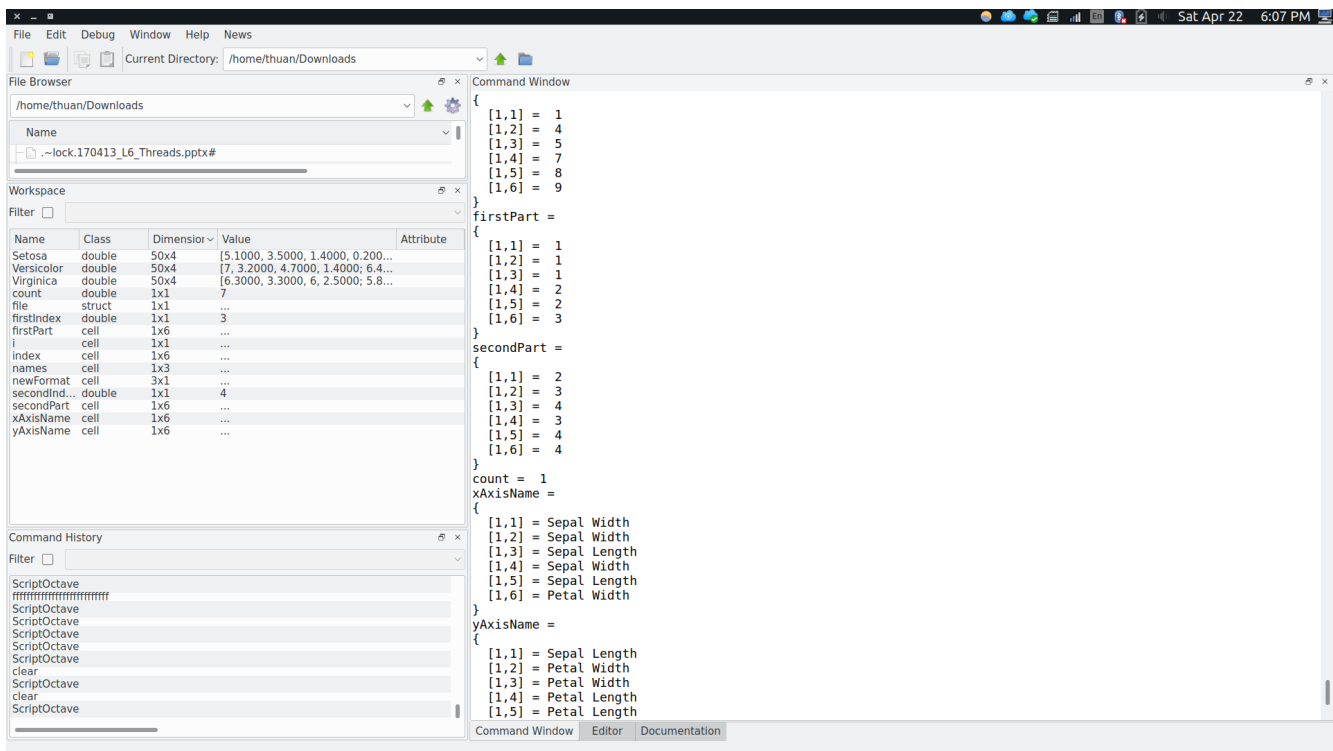 En Sat Apr 22 6:07 PM
File Edit Debug Window Help News
Current Directory: /home/thuan/Downloads
File Browser
/home/thuan/Downloads
Name
.~lock.170413_L6_Threads.pptx#
Workspace
Filter
Name Class Dimension Value Attribute
Setosa double 50x4 [5.1000, 3.5000, 1.4000, 0.200...
Versicolor double 50x4 [7, 3.2000, 4.7000, 1.4000; 6.4...
Virginica double 50x4 [6.3000, 3.3000, 6, 2.5000; 5.8...
count double 1x1 7
file struct 1x1 ...
firstIndex double 1x1 3
firstPart cell 1x6 ...
i cell 1x1 ...
index cell 1x6 ...
names cell 1x3 ...
newFormat cell 3x1 ...
secondInd... double 1x1 4
secondPart cell 1x6 ...
xAxisName cell 1x6 ...
yAxisName cell 1x6 ...
Command History
Filter
ScriptOctave
fffffffffffffffffffffffffff
ScriptOctave
ScriptOctave
ScriptOctave
ScriptOctave
ScriptOctave
clear
ScriptOctave
clear
ScriptOctave
Command Window
{
[1,1] = 1
[1,2] = 4
[1,3] = 5
[1,4] = 7
[1,5] = 8
[1,6] = 9
}
firstPart =
{
[1,1] = 1
[1,2] = 1
[1,3] = 1
[1,4] = 2
[1,5] = 2
[1,6] = 3
}
secondPart =
{
[1,1] = 2
[1,2] = 3
[1,3] = 4
[1,4] = 3
[1,5] = 4
[1,6] = 4
}
count = 1
xAxisName =
{
[1,1] = Sepal Width
[1,2] = Sepal Width
[1,3] = Sepal Length
[1,4] = Sepal Width
[1,5] = Sepal Length
[1,6] = Petal Width
}
yAxisName =
{
[1,1] = Sepal Length
[1,2] = Petal Width
[1,3] = Petal Width
[1,4] = Petal Length
[1,5] = Petal Length
Command Window Editor Documentation